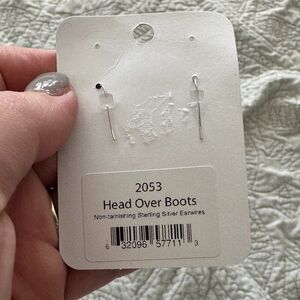 2053
Head Over Boots
Non-tarnishing Sterling Silver Earwires
6 32096 57711 3